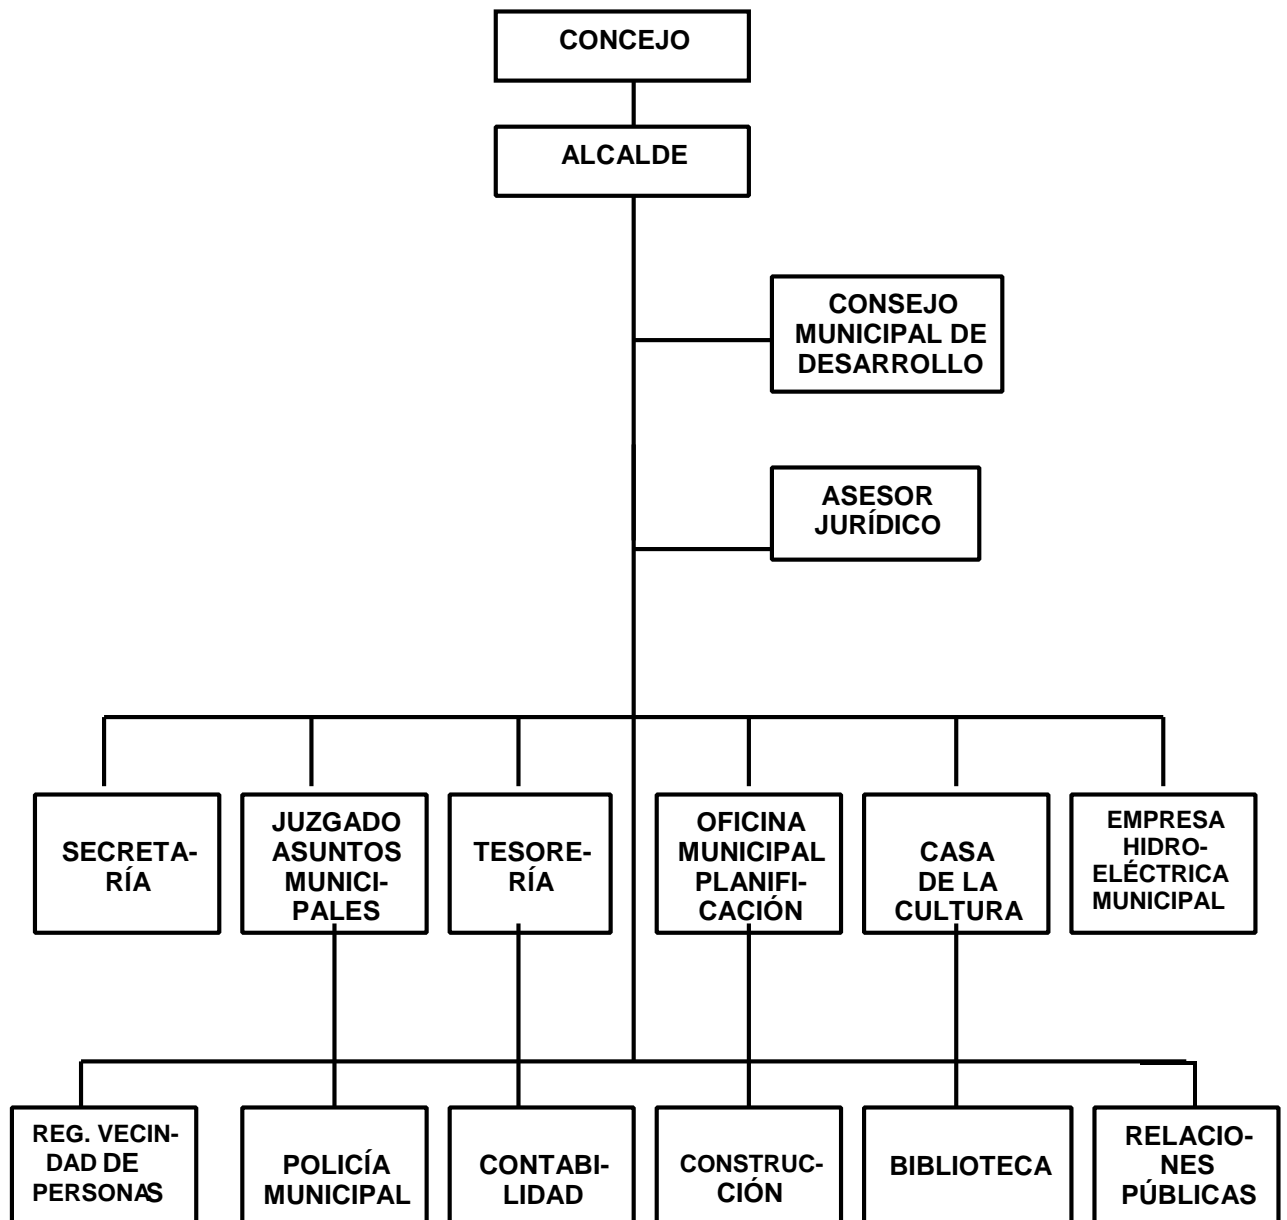 CONCEJO
ALCALDE
CONSEJO
MUNICIPAL DE
DESARROLLO
ASESOR
JURÍDICO
SECRETA-
RÍA
JUZGADO
ASUNTOS
MUNICI-
PALES
TESORE-
RÍA
OFICINA
MUNICIPAL
PLANIFI-
CACIÓN
CASA
DE LA
CULTURA
EMPRESA
HIDRO-
ELÉCTRICA
MUNICIPAL
REG. VECIN-
DAD DE
PERSONAS
POLICÍA
MUNICIPAL
CONTABI-
LIDAD
CONSTRUC-
CIÓN
BIBLIOTECA
RELACIO-
NES
PÚBLICAS